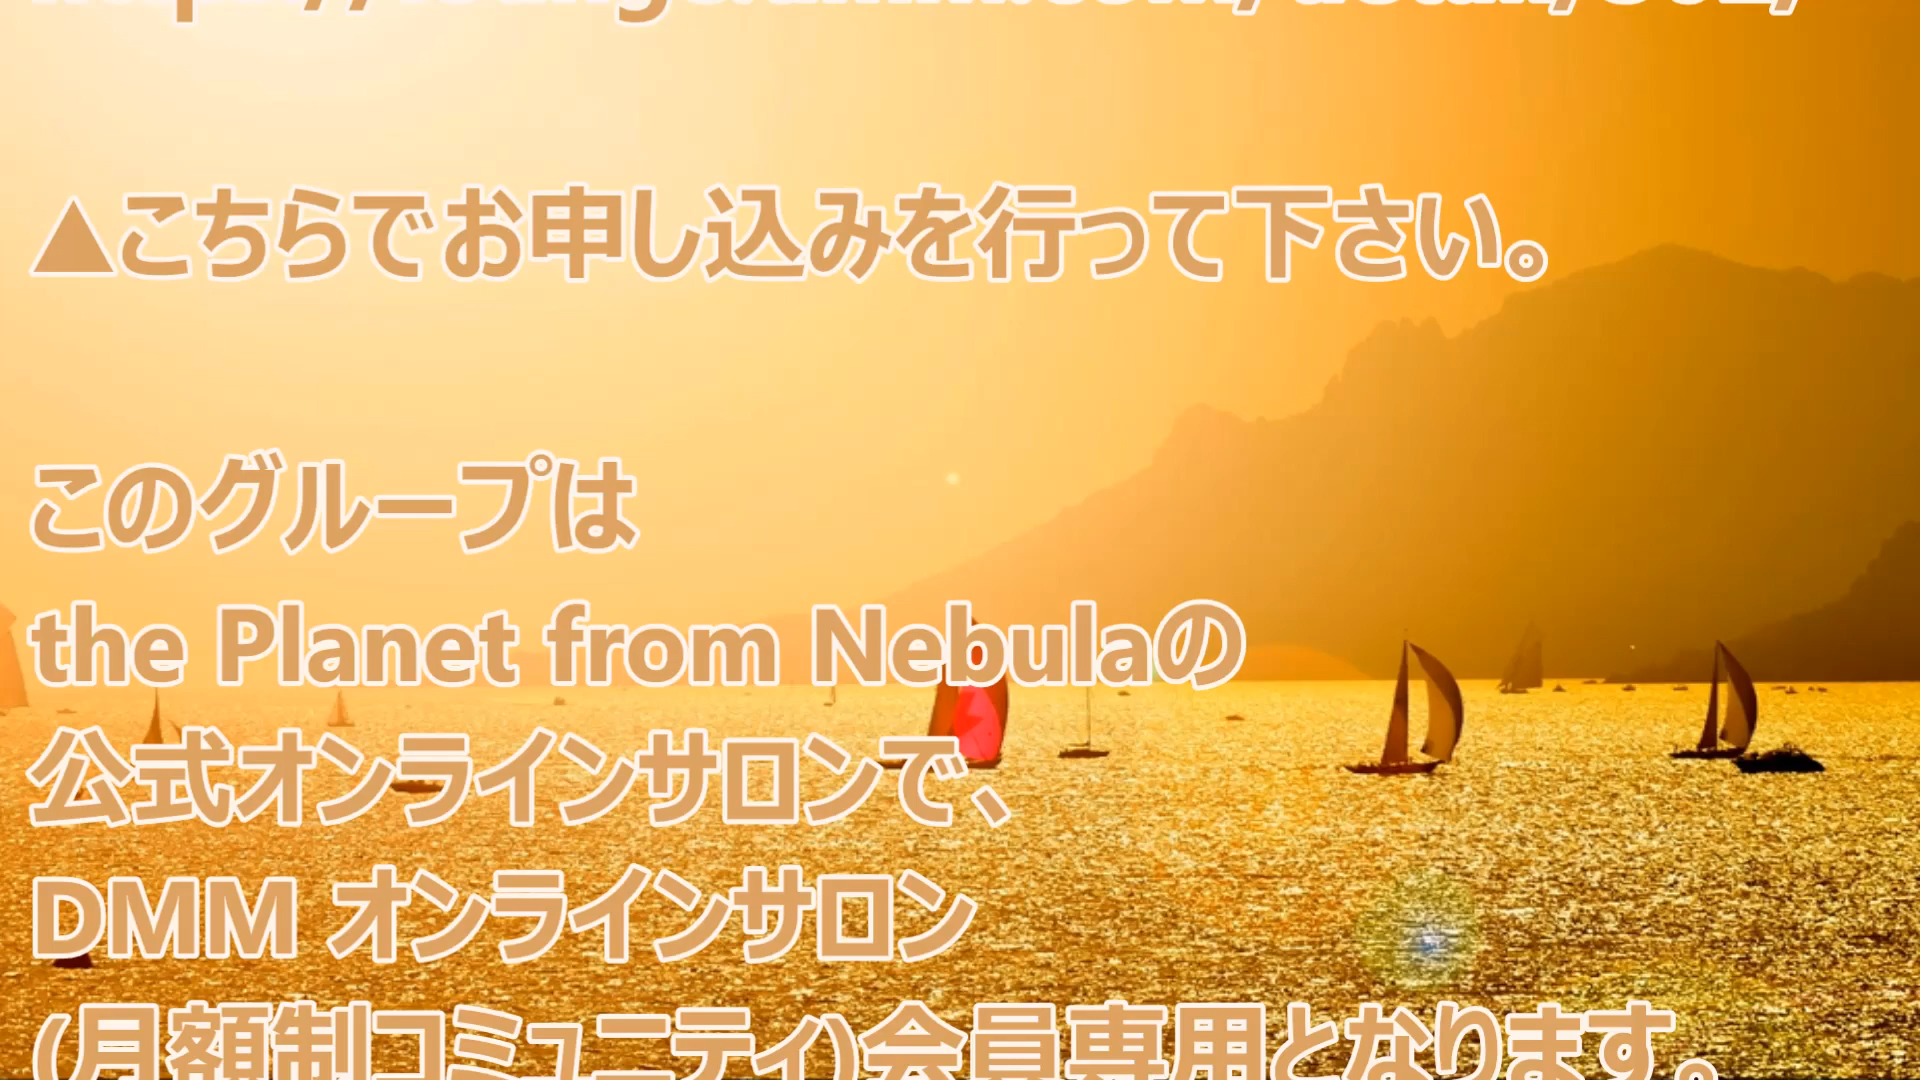 ▲こちらでお申し込みを行って下さい。
このグループは
the Planet from Nebulaの
公式オンラインサロンで、
DMM オンラインサロン
(月額制コミュニティ)会員専用となります。